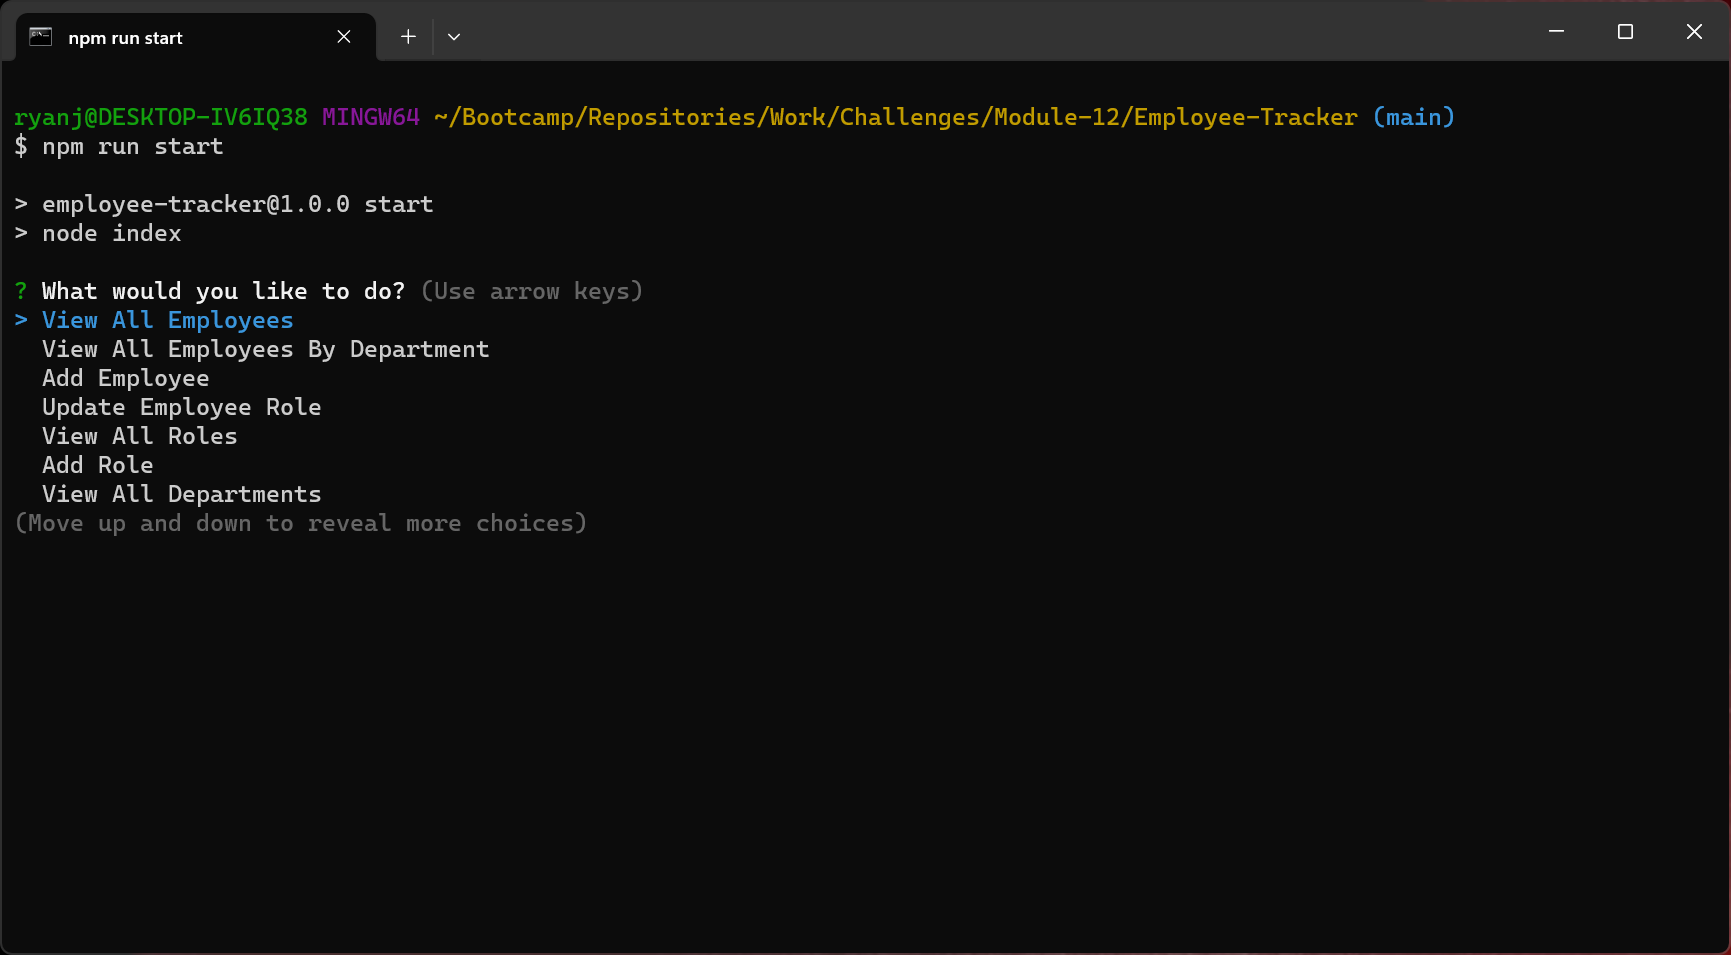 npm run start
ryanj@DESKTOP-IV6IQ38 MINGW64 ~/Bootcamp/Repositories/Work/Challenges/Module-12/Employee-Tracker (main)
$ npm run start
> employee-tracker@1.0.0 start
> node index
? What would you like to do? (Use arrow keys)
> View All Employees
View All Employees By Department
Add Employee
Update Employee Role
View All Roles
Add Role
View All Departments
(Move up and down to reveal more choices)